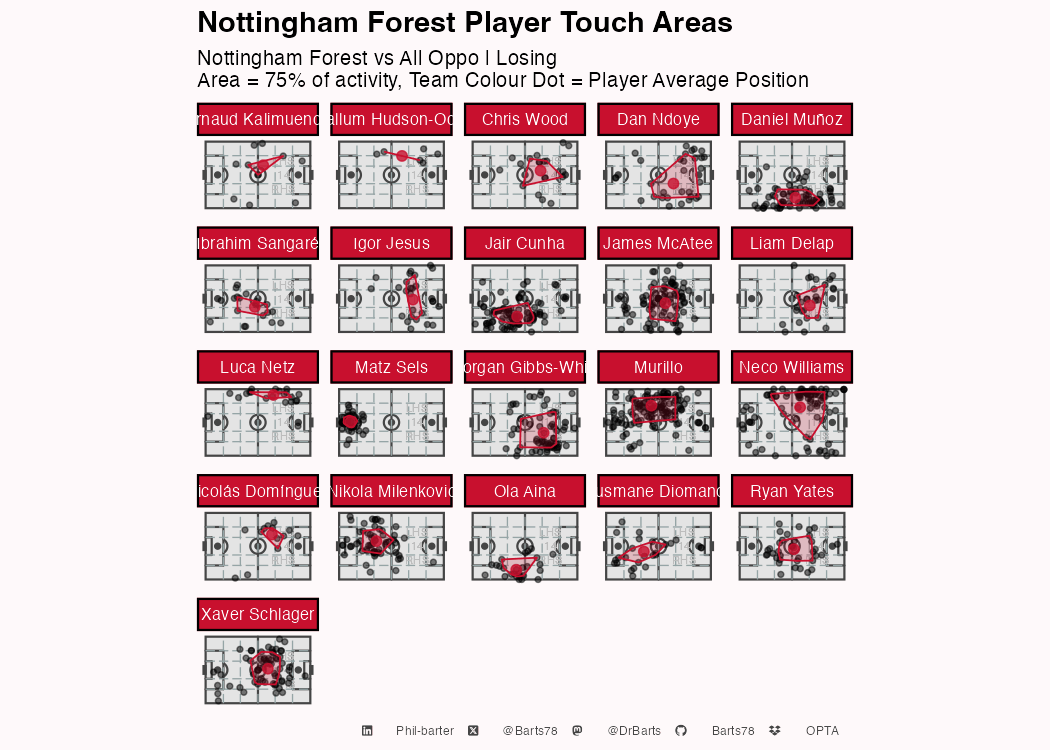 Nottingham Forest Player Touch Areas
Nottingham Forest vs All Oppo | Losing
Area = 75% of activity, Team Colour Dot = Player Average Position
rnaud Kalimuend allum Hudson-Od Chris Wood Dan Ndoye Daniel Muñoz
Ibrahim Sangaré Igor Jesus Jair Cunha James McAtee Liam Delap
Luca Netz Matz Sels organ Gibbs-Whi Murillo Neco Williams
icolás Domíngue Nikola Milenkovic Ola Aina usmane Diomand Ryan Yates
Xaver Schlager
Phil-barter @Barts78 @DrBarts Barts78 OPTA